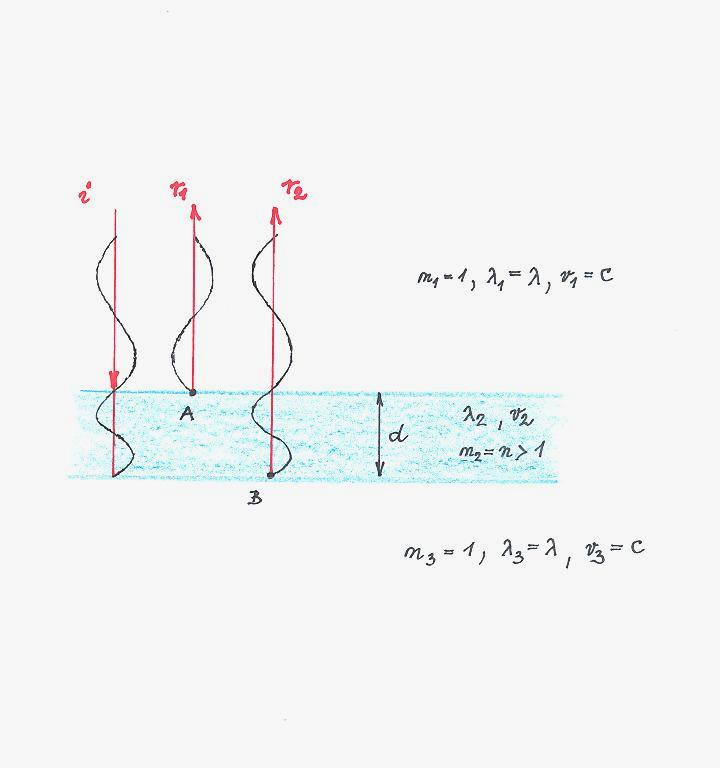 i r₁ r₂
n₁=1, λ₁=λ, v₁=c
A
d
λ₂, v₂
n₂=n>1
B
n₃=1, λ₃=λ, v₃=c